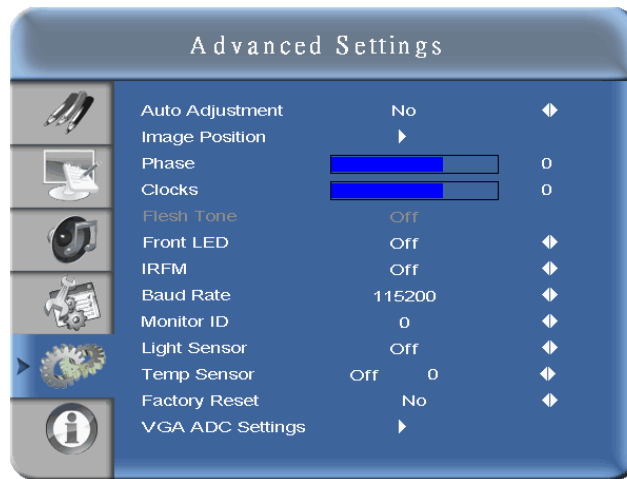 Advanced Settings
Auto Adjustment No
Image Position
Phase 0
Clocks 0
Flesh Tone Off
Front LED Off
IRFM Off
Baud Rate 115200
Monitor ID 0
Light Sensor Off
Temp Sensor Off 0
Factory Reset No
VGA ADC Settings